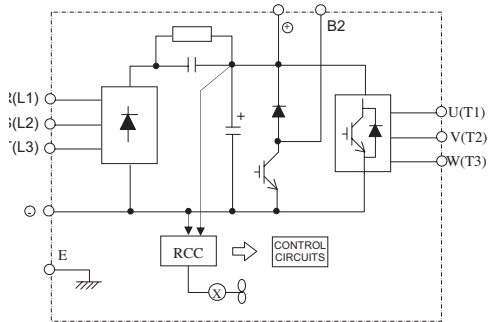 ⊕ B2
R(L1)
S(L2)
T(L3)
+
U(T1)
V(T2)
W(T3)
⊖
E
RCC
CONTROL
CIRCUITS
X